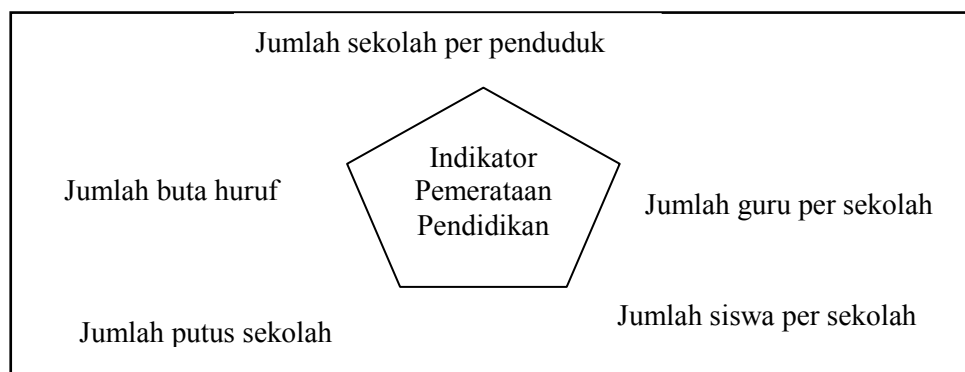 Jumlah sekolah per penduduk
Indikator
Pemerataan
Pendidikan
Jumlah buta huruf
Jumlah guru per sekolah
Jumlah siswa per sekolah
Jumlah putus sekolah